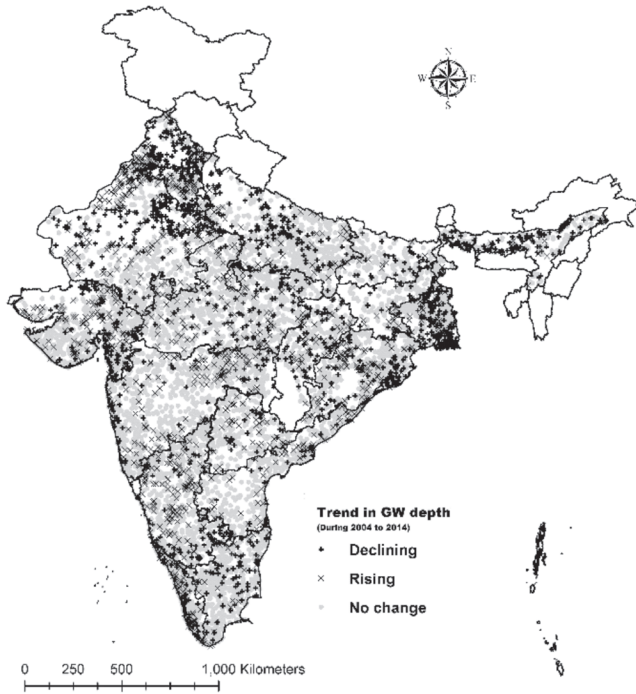 N
W E
S
Trend in GW depth
(During 2004 to 2014)
Declining
Rising
No change
0 250 500 1,000 Kilometers